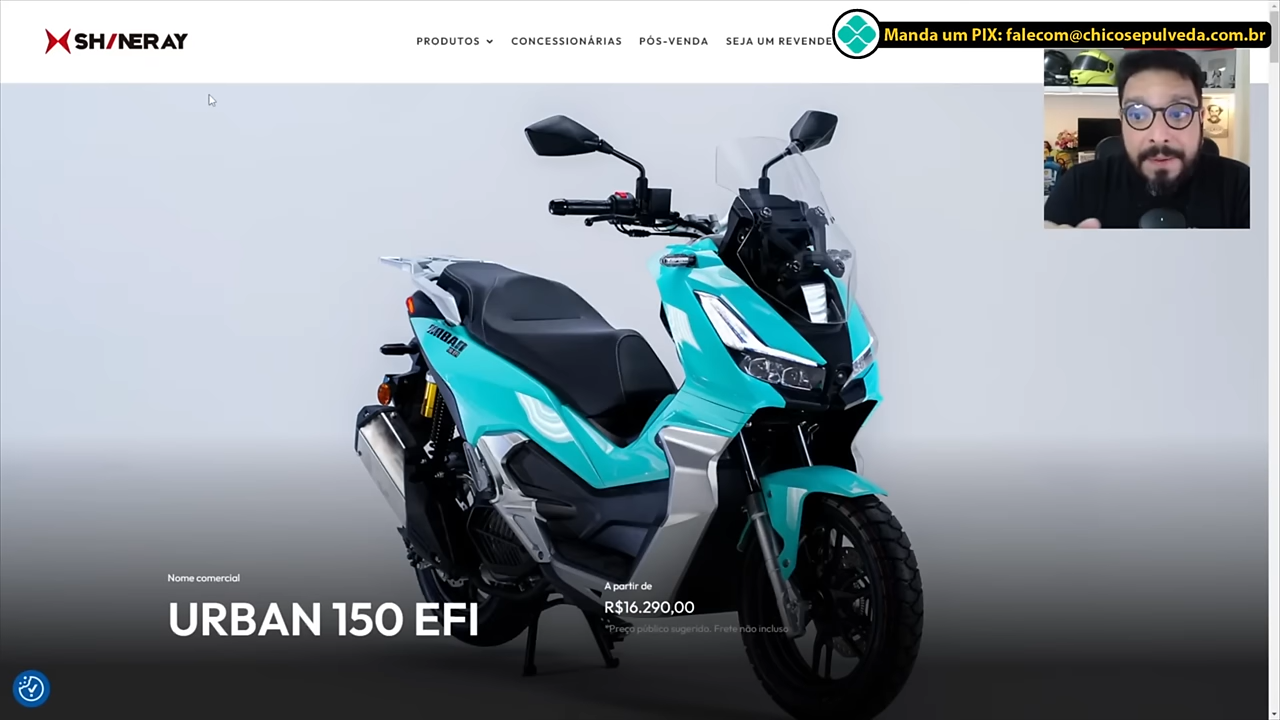 SHINERAY
PRODUTOS
CONCESSIONÁRIAS
PÓS-VENDA
SEJA UM REVENDE
Manda um PIX: falecom@chicosepulveda.com.br
URBAN
Nome comercial
URBAN 150 EFI
A partir de
R$16.290,00
*Preço público sugerido. Frete não incluso